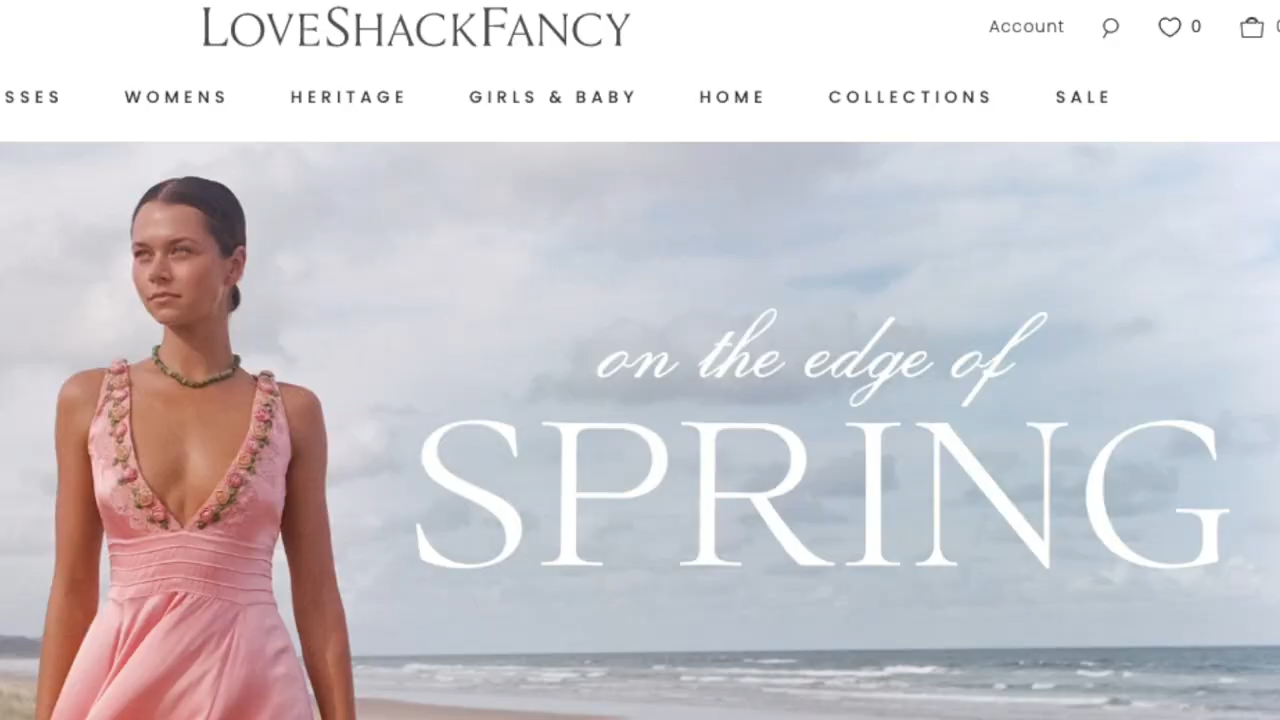 LOVESHACKFANCY
Account 0
SSES WOMENS HERITAGE GIRLS & BABY HOME COLLECTIONS SALE
on the edge of
SPRING